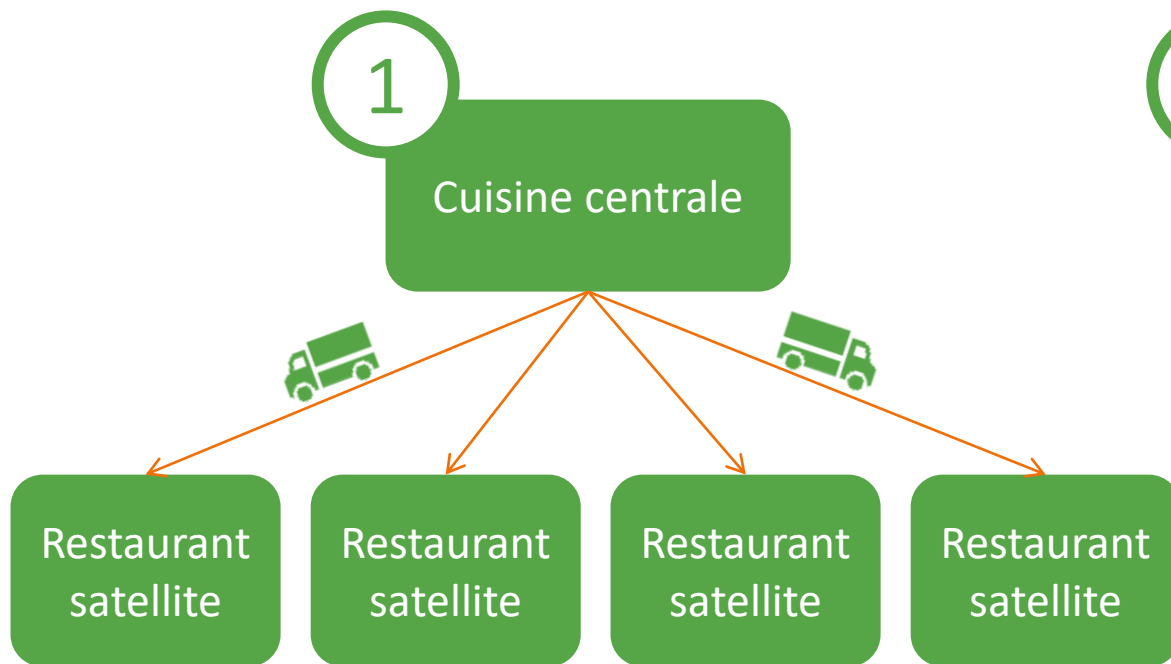 1
Cuisine centrale
Restaurant
satellite
Restaurant
satellite
Restaurant
satellite
Restaurant
satellite